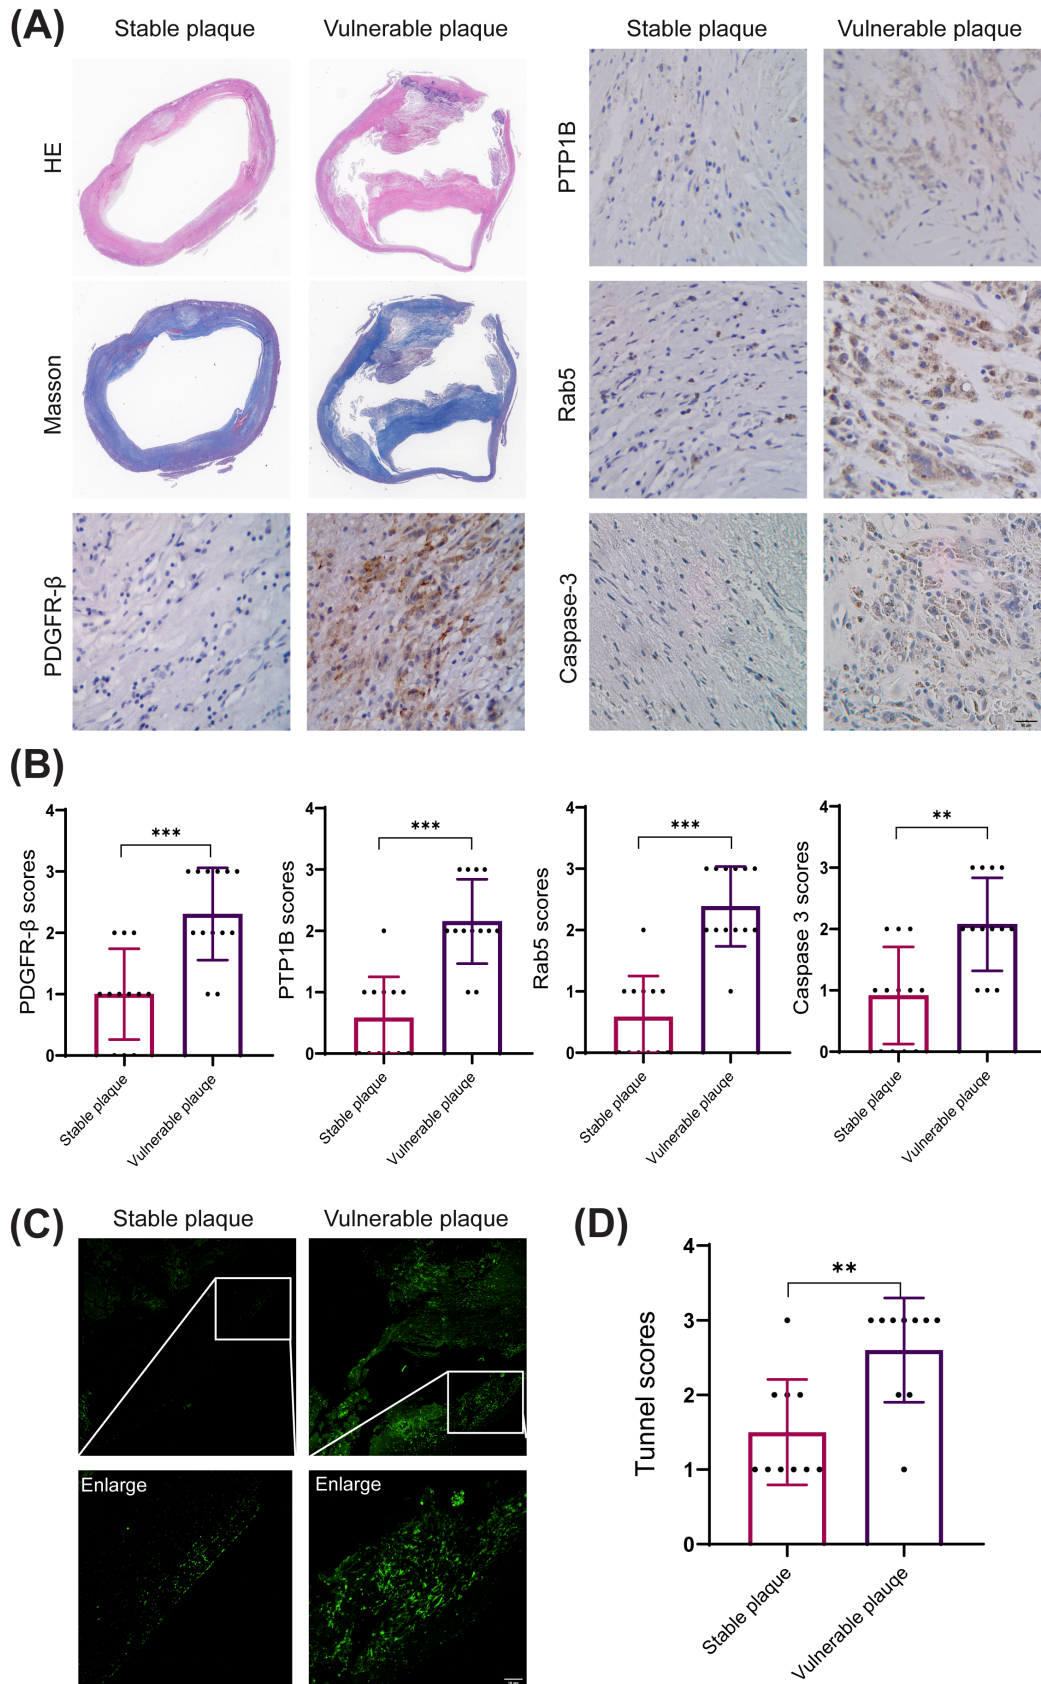 (A)
Stable plaque
Vulnerable plaque
Stable plaque
Vulnerable plaque
HE
PTP1B
Masson
Rab5
PDGFR-β
Caspase-3
(B)
4
3
2
1
0
PDGFR-β scores
***
Stable plaque
Vulnerable plauqe
4
3
2
1
0
PTP1B scores
***
Stable plaque
Vulnerable plauqe
4
3
2
1
0
Rab5 scores
***
Stable plaque
Vulnerable plauqe
4
3
2
1
0
Caspase 3 scores
**
Stable plaque
Vulnerable plauqe
(C)
Stable plaque
Vulnerable plaque
Enlarge
Enlarge
(D)
4
3
2
1
0
Tunnel scores
**
Stable plaque
Vulnerable plauqe